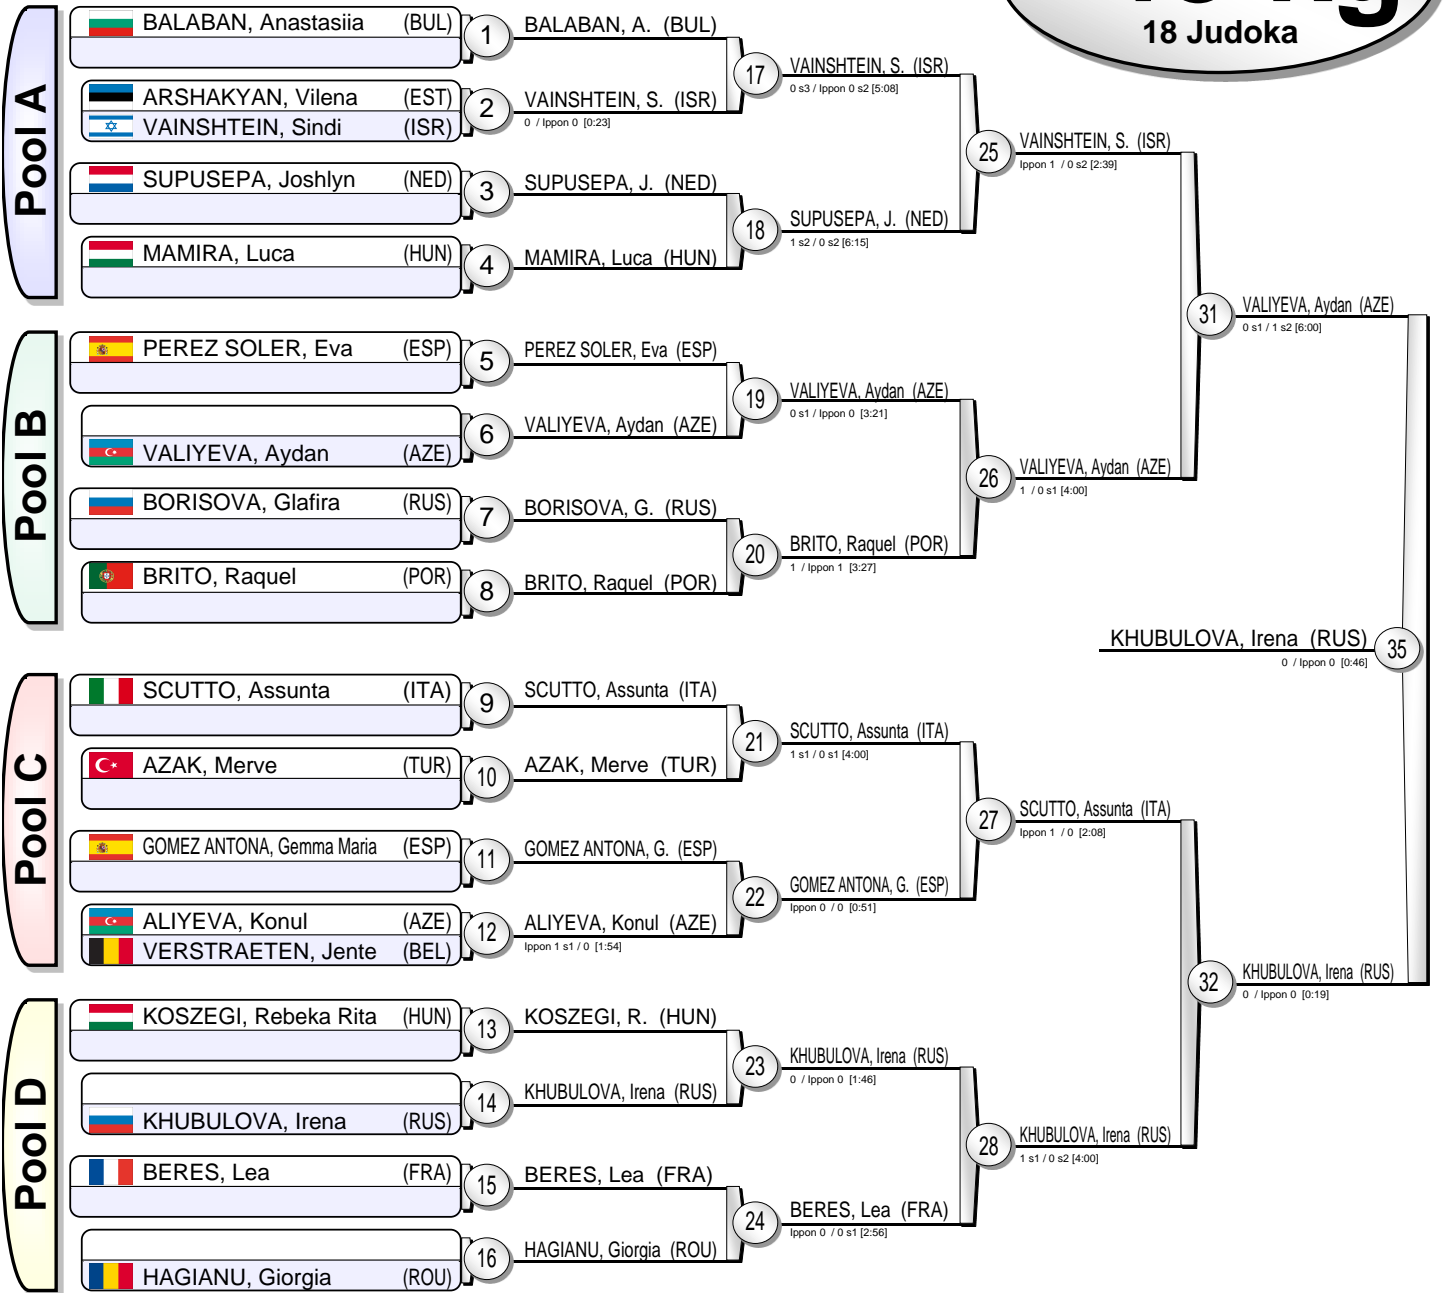 18 Judoka
Pool A
BALABAN, Anastasiia (BUL)
ARSHAKYAN, Vilena (EST)
VAINSHTEIN, Sindi (ISR)
SUPUSEPA, Joshlyn (NED)
MAMIRA, Luca (HUN)
1
2
3
4
BALABAN, A. (BUL)
VAINSHTEIN, S. (ISR)
0 / Ippon 0 [0:23]
SUPUSEPA, J. (NED)
MAMIRA, Luca (HUN)
17
18
VAINSHTEIN, S. (ISR)
0 s3 / Ippon 0 s2 [5:08]
SUPUSEPA, J. (NED)
1 s2 / 0 s2 [6:15]
25
VAINSHTEIN, S. (ISR)
Ippon 1 / 0 s2 [2:39]
Pool B
PEREZ SOLER, Eva (ESP)
VALIYEVA, Aydan (AZE)
BORISOVA, Glafira (RUS)
BRITO, Raquel (POR)
5
6
7
8
PEREZ SOLER, Eva (ESP)
VALIYEVA, Aydan (AZE)
BORISOVA, G. (RUS)
BRITO, Raquel (POR)
19
20
VALIYEVA, Aydan (AZE)
0 s1 / Ippon 0 [3:21]
BRITO, Raquel (POR)
1 / Ippon 1 [3:27]
26
VALIYEVA, Aydan (AZE)
1 / 0 s1 [4:00]
31
VALIYEVA, Aydan (AZE)
0 s1 / 1 s2 [6:00]
KHUBULOVA, Irena (RUS)
0 / Ippon 0 [0:46]
35
Pool C
SCUTTO, Assunta (ITA)
AZAK, Merve (TUR)
GOMEZ ANTONA, Gemma Maria (ESP)
ALIYEVA, Konul (AZE)
VERSTRAETEN, Jente (BEL)
9
10
11
12
SCUTTO, Assunta (ITA)
AZAK, Merve (TUR)
GOMEZ ANTONA, G. (ESP)
ALIYEVA, Konul (AZE)
Ippon 1 s1 / 0 [1:54]
21
22
SCUTTO, Assunta (ITA)
1 s1 / 0 s1 [4:00]
GOMEZ ANTONA, G. (ESP)
Ippon 0 / 0 [0:51]
27
SCUTTO, Assunta (ITA)
Ippon 1 / 0 [2:08]
Pool D
KOSZEGI, Rebeka Rita (HUN)
KHUBULOVA, Irena (RUS)
BERES, Lea (FRA)
HAGIANU, Giorgia (ROU)
13
14
15
16
KOSZEGI, R. (HUN)
KHUBULOVA, Irena (RUS)
BERES, Lea (FRA)
HAGIANU, Giorgia (ROU)
23
24
KHUBULOVA, Irena (RUS)
0 / Ippon 0 [1:46]
BERES, Lea (FRA)
Ippon 0 / 0 s1 [2:56]
28
KHUBULOVA, Irena (RUS)
1 s1 / 0 s2 [4:00]
32
KHUBULOVA, Irena (RUS)
0 / Ippon 0 [0:19]